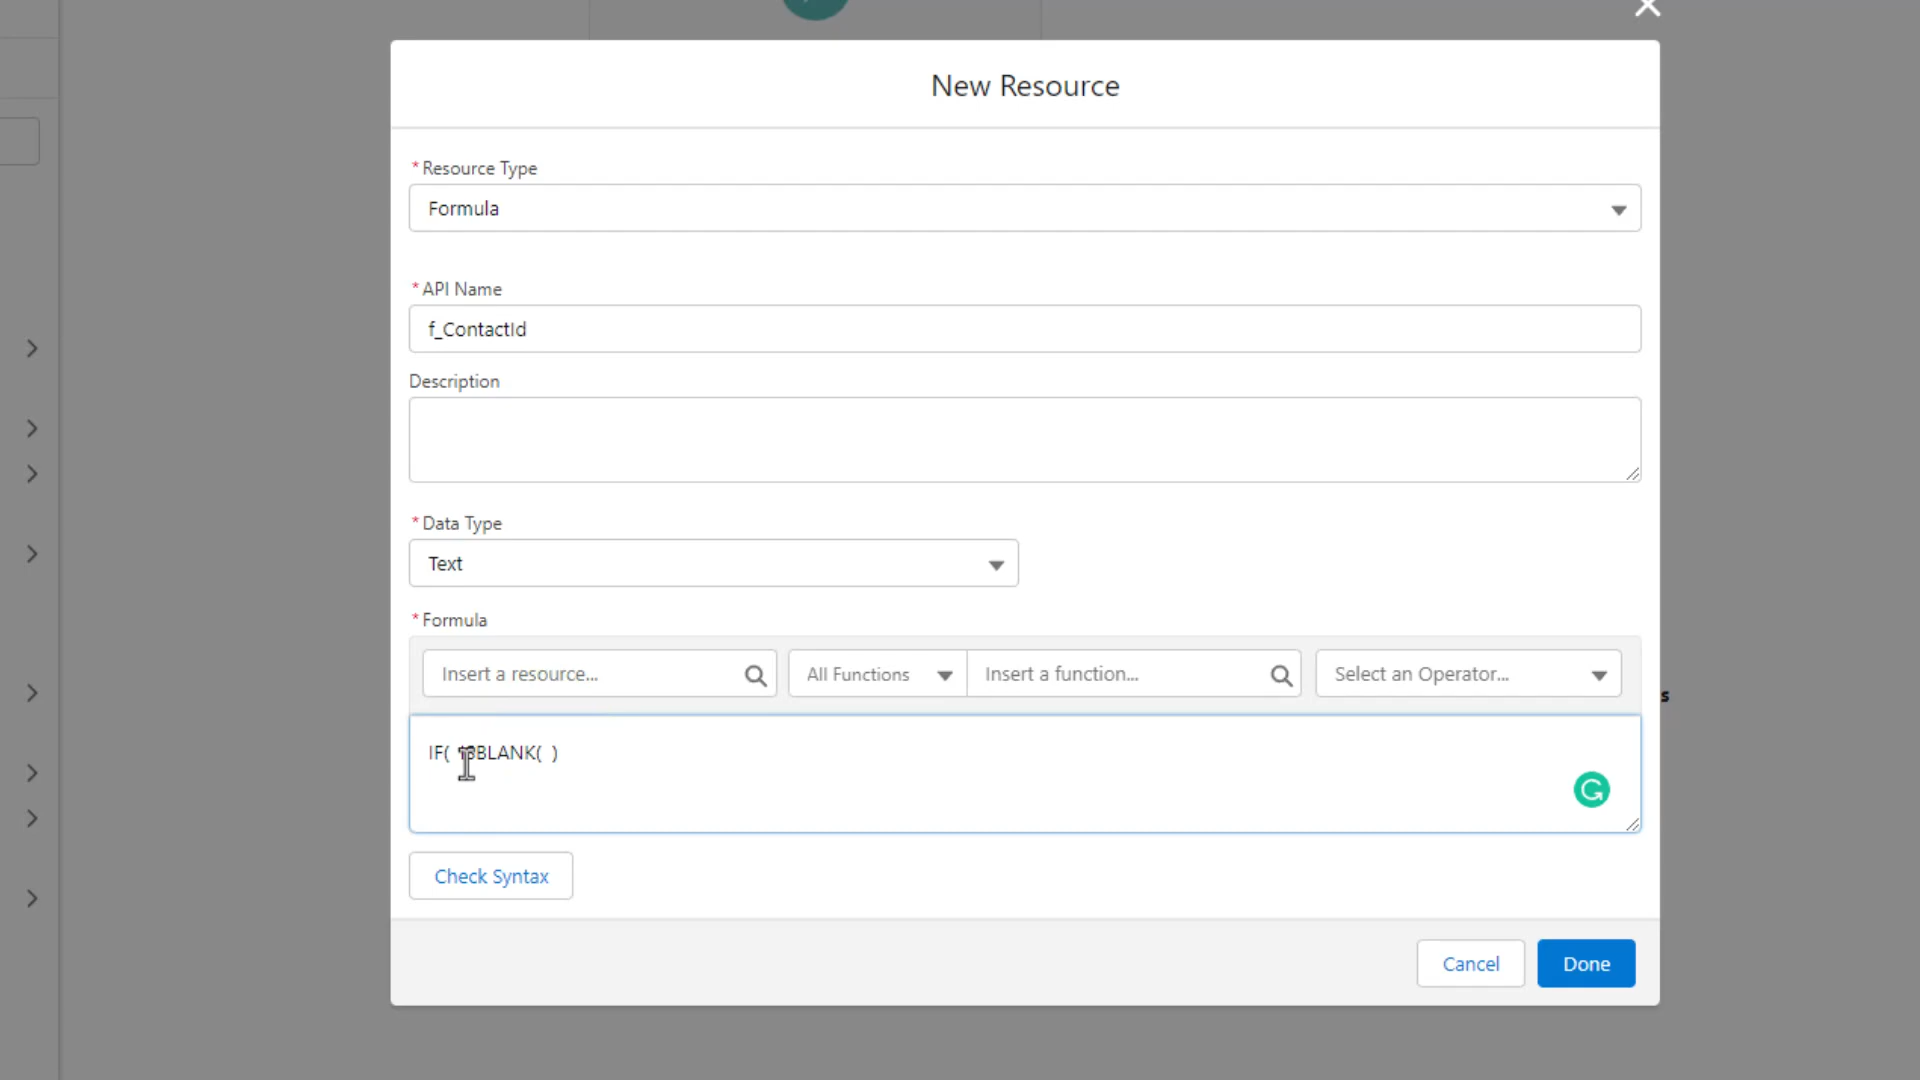 New Resource
* Resource Type
Formula
* API Name
f_ContactId
Description
* Data Type
Text
* Formula
Insert a resource...
All Functions
Insert a function...
Select an Operator...
IF( ISBLANK( )
Check Syntax
Cancel
Done
s